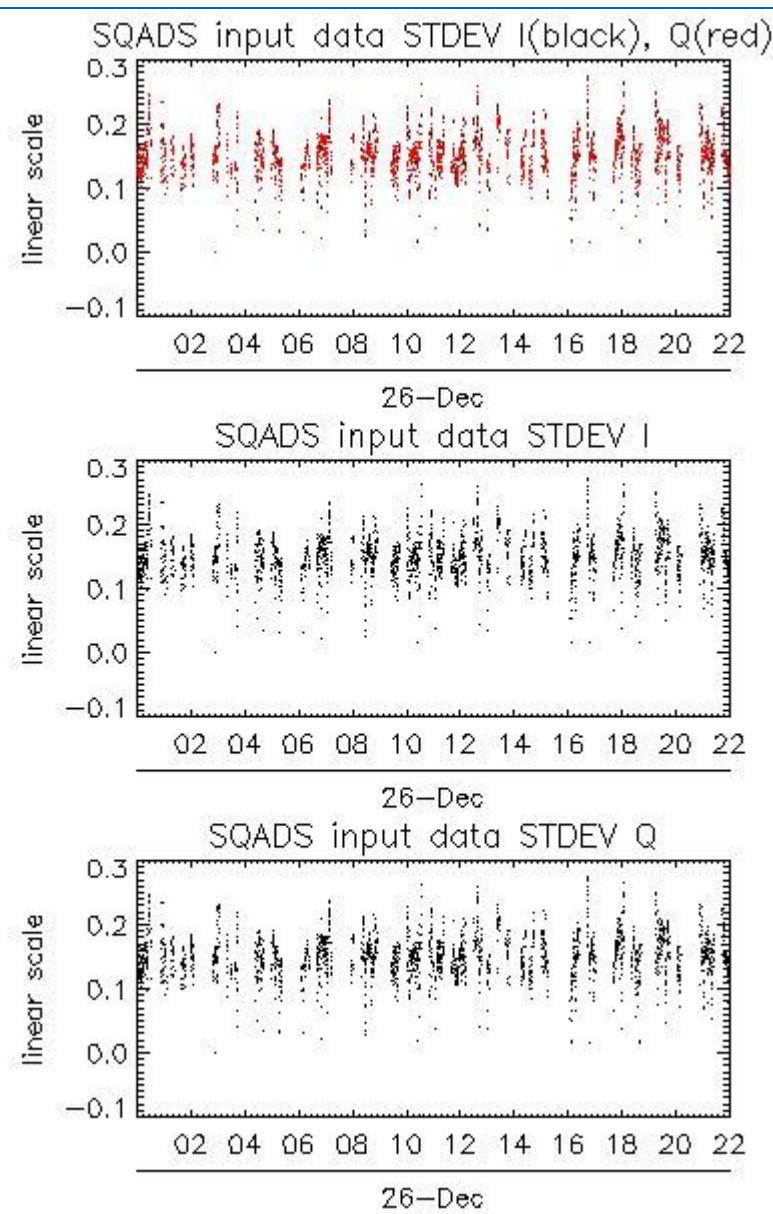 SQADS input data STDEV I(black), Q(red)
0.3
0.2
0.1
0.0
−0.1
linear scale
02 04 06 08 10 12 14 16 18 20 22
26−Dec
SQADS input data STDEV I
0.3
0.2
0.1
0.0
−0.1
linear scale
02 04 06 08 10 12 14 16 18 20 22
26−Dec
SQADS input data STDEV Q
0.3
0.2
0.1
0.0
−0.1
linear scale
02 04 06 08 10 12 14 16 18 20 22
26−Dec